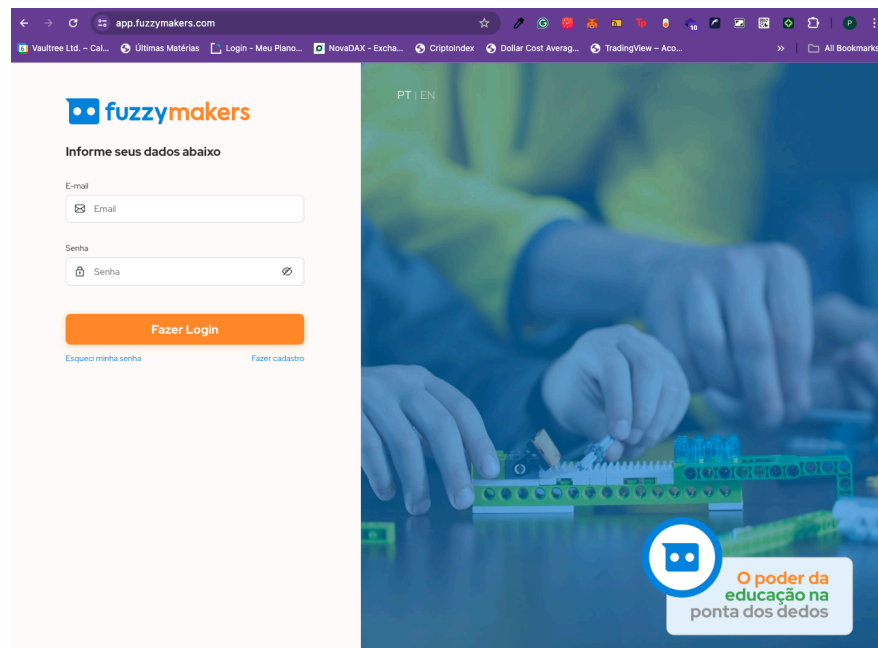 app.fuzzymakers.com
10
P
Vaultree Ltd. – Cal...
Últimas Matérias
Login - Meu Plano...
NovaDAX - Excha...
CriptoIndex
Dollar Cost Averag...
TradingView – Aco...
All Bookmarks
fuzzymakers
PT | EN
Informe seus dados abaixo
E-mail
Email
Senha
Senha
Fazer Login
Esqueci minha senha
Fazer cadastro
O poder da
educação na
ponta dos dedos